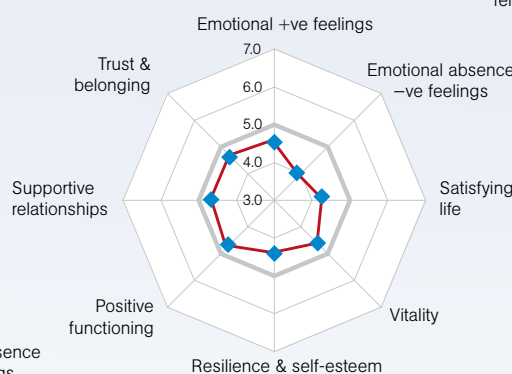 Emotional +ve feelings
7.0
Trust &
belonging
Emotional absence
–ve feelings
6.0
5.0
4.0
3.0
Supportive
relationships
Satisfying
life
Positive
functioning
Vitality
Resilience & self-esteem